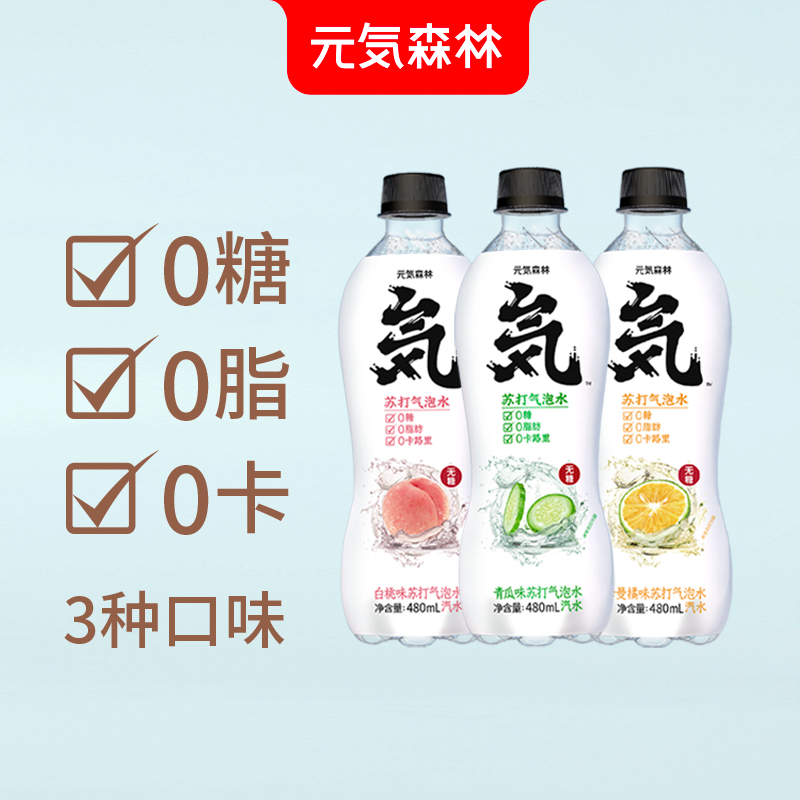 元気森林
0糖
0脂
0卡
3种口味
元気森林
気
苏打气泡水
0糖
0脂肪
0卡路里
无糖
白桃味苏打气泡水
净含量:480mL汽水
元気森林
気
苏打气泡水
0糖
0脂肪
0卡路里
无糖
青瓜味苏打气泡水
净含量:480mL汽水
元気森林
気
苏打气泡水
0糖
0脂肪
0卡路里
无糖
曼橘味苏打气泡水
净含量:480mL汽水